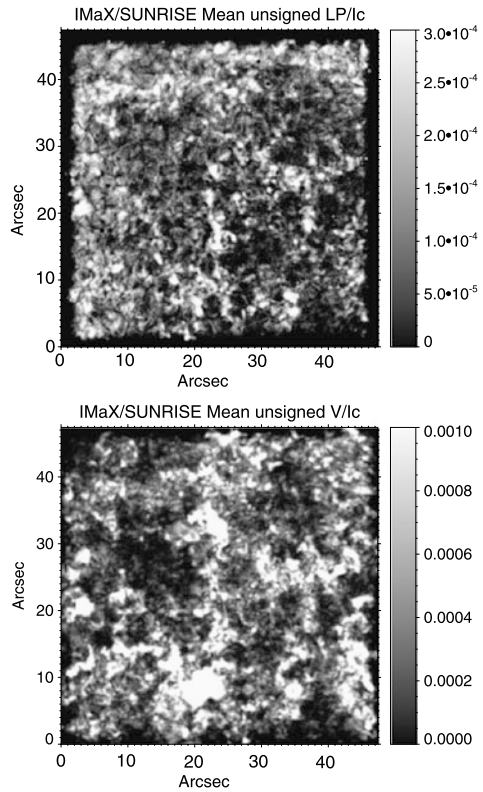 IMaX/SUNRISE Mean unsigned LP/Ic
3.0•10⁻⁴
2.5•10⁻⁴
2.0•10⁻⁴
1.5•10⁻⁴
1.0•10⁻⁴
5.0•10⁻⁵
0
40
30
20
10
0
Arcsec
0 10 20 30 40
Arcsec
IMaX/SUNRISE Mean unsigned V/Ic
0.0010
0.0008
0.0006
0.0004
0.0002
0.0000
40
30
20
10
0
Arcsec
0 10 20 30 40
Arcsec